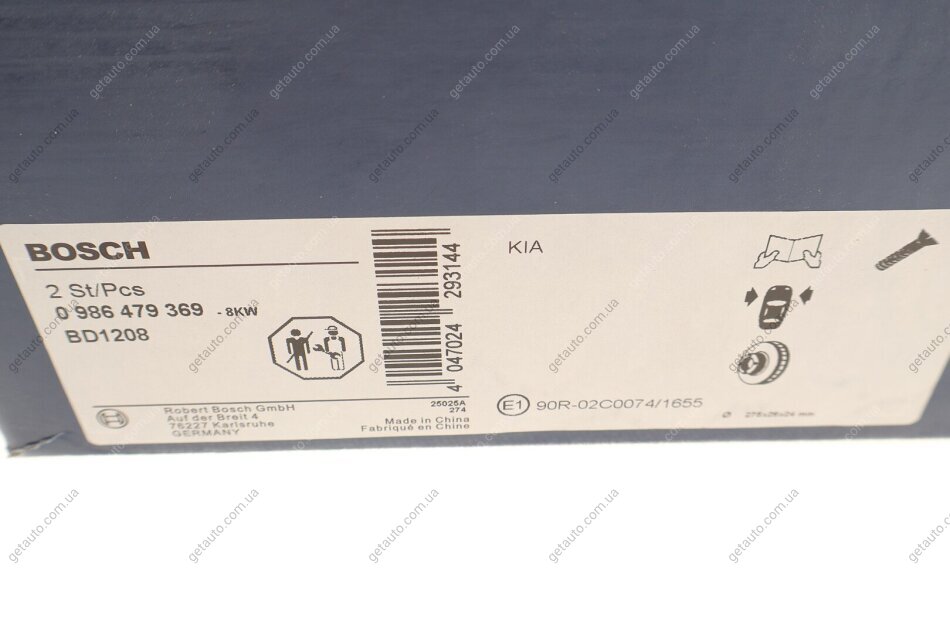 BOSCH
2 St/Pcs
0 986 479 369 - 8KW
BD1208
Robert Bosch GmbH
Auf der Breit 4
76227 Karlsruhe
GERMANY
25025A
274
Made in China
Fabriqué en Chine
4 047024 293144
KIA
E1 90R-02C0074/1655
getauto.com.ua